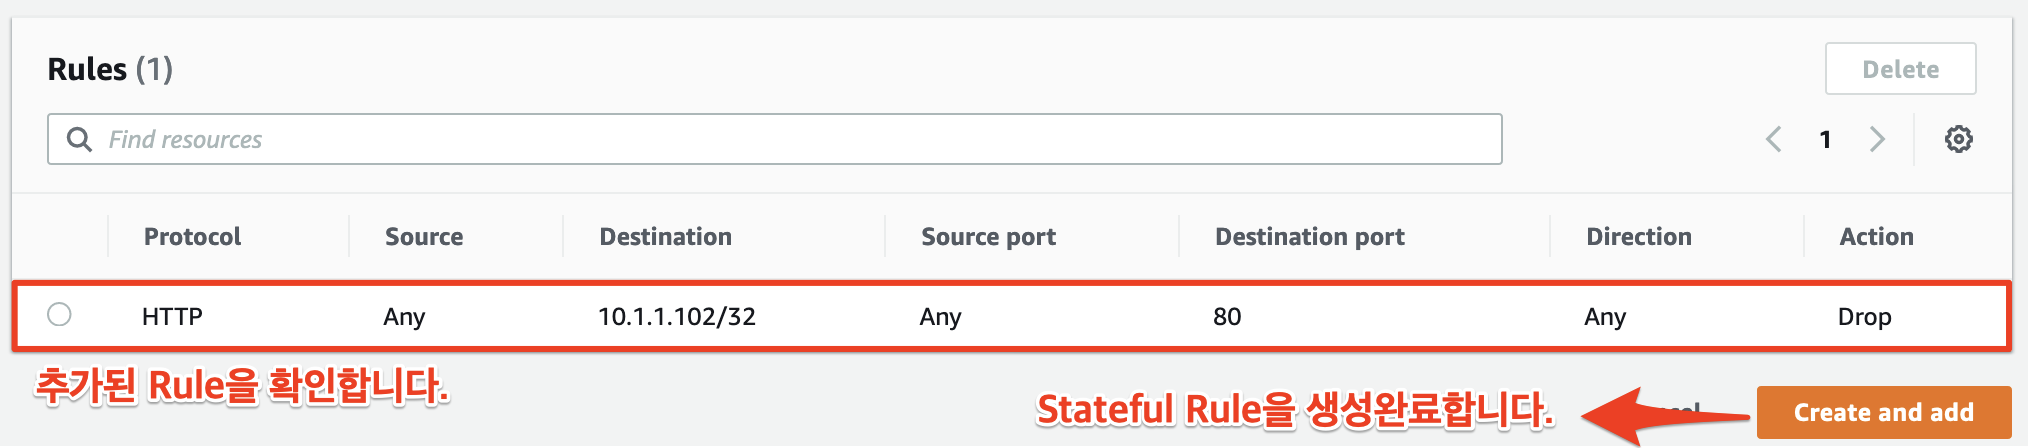 Rules (1)
Delete
Find resources
1
Protocol Source Destination Source port Destination port Direction Action
HTTP Any 10.1.1.102/32 Any 80 Any Drop
추가된 Rule을 확인합니다.
Stateful Rule을 생성완료합니다.
Create and add